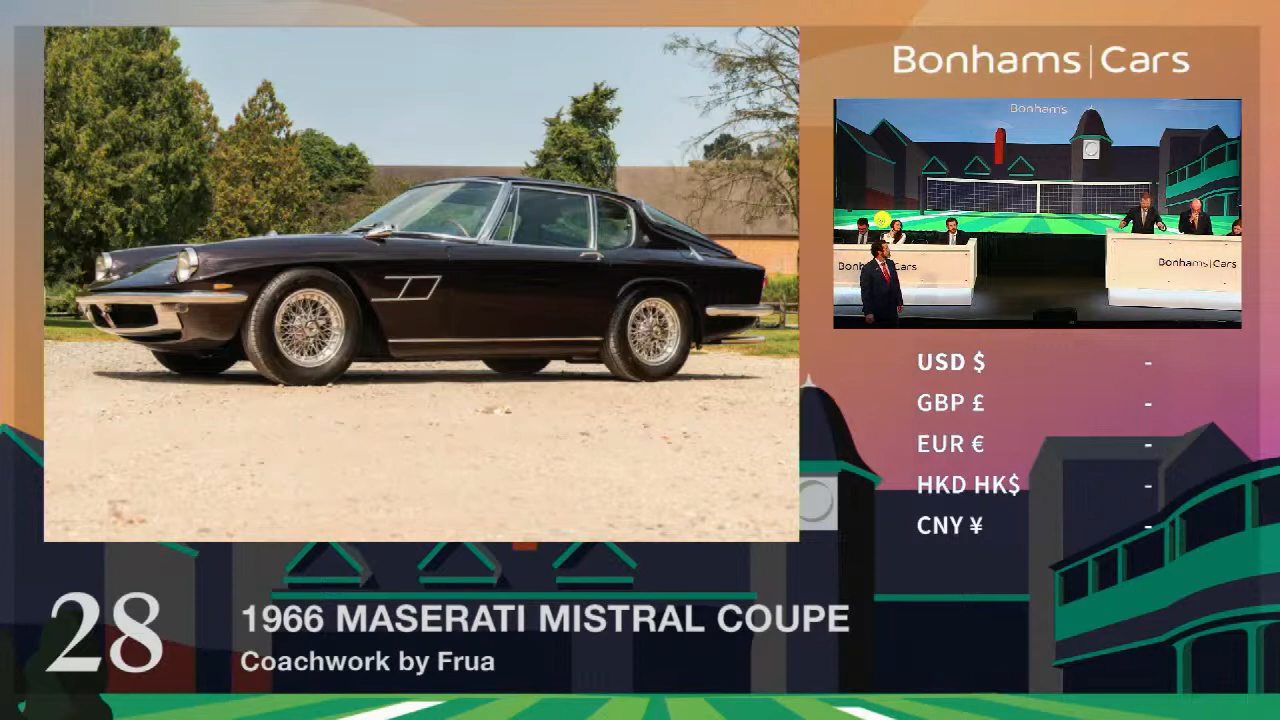 Bonhams|Cars
Bonhams
Bonh Cars
Bonhams|Cars
USD $ -
GBP £ -
EUR € -
HKD HK$ -
CNY ¥ -
28
1966 MASERATI MISTRAL COUPE
Coachwork by Frua